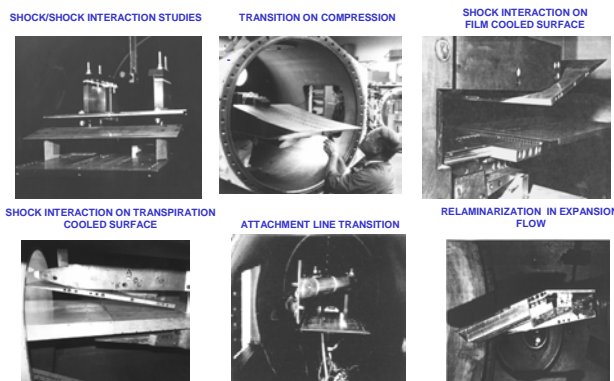 SHOCK/SHOCK INTERACTION STUDIES
TRANSITION ON COMPRESSION
SHOCK INTERACTION ON
FILM COOLED SURFACE
SHOCK INTERACTION ON TRANSPIRATION
COOLED SURFACE
ATTACHMENT LINE TRANSITION
RELAMINARIZATION IN EXPANSION
FLOW